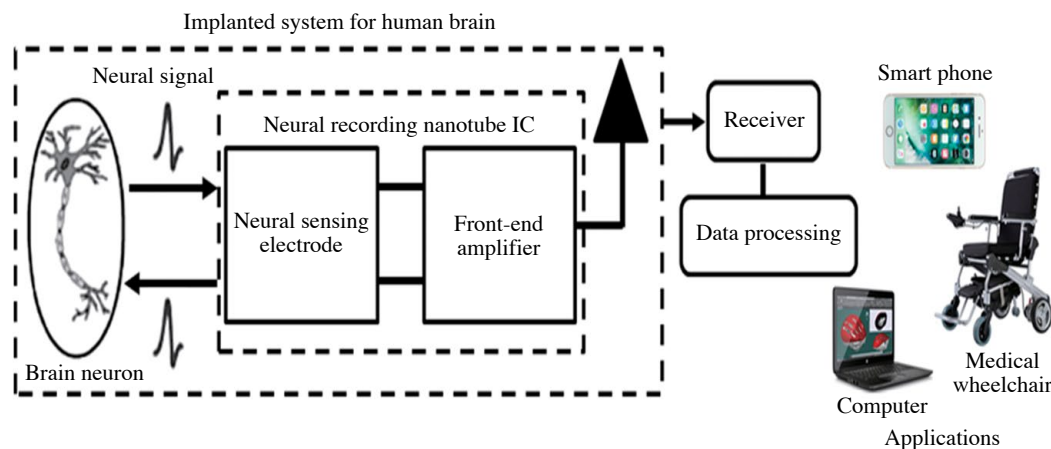 Implanted system for human brain
Neural signal
Neural recording nanotube IC
Neural sensing
electrode
Front-end
amplifier
Brain neuron
Receiver
Data processing
Smart phone
Medical
wheelchair
Computer
Applications